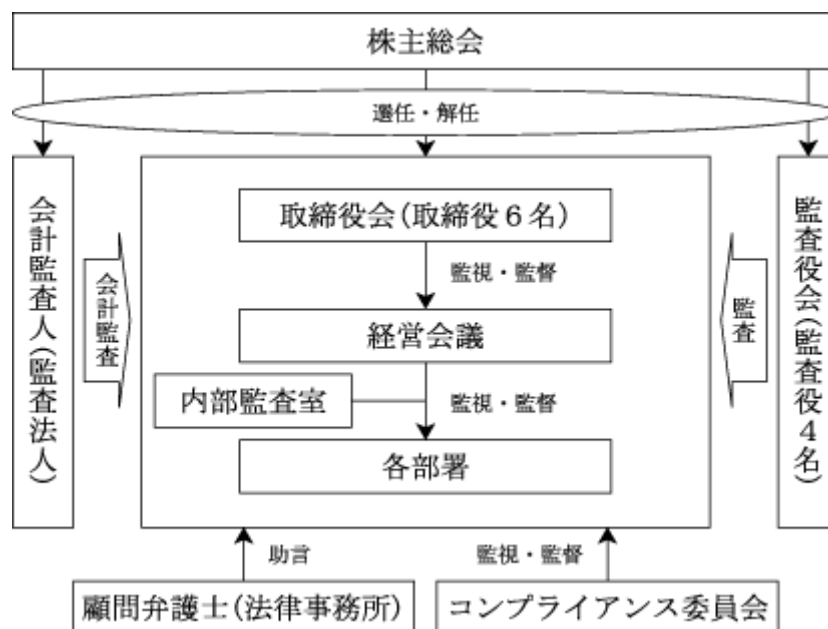 株主総会
選任・解任
会計監査人(監査法人)
会計監査
取締役会(取締役6名)
監視・監督
経営会議
内部監査室
監視・監督
各部署
監査
監査役会(監査役4名)
助言
監視・監督
顧問弁護士(法律事務所)
コンプライアンス委員会